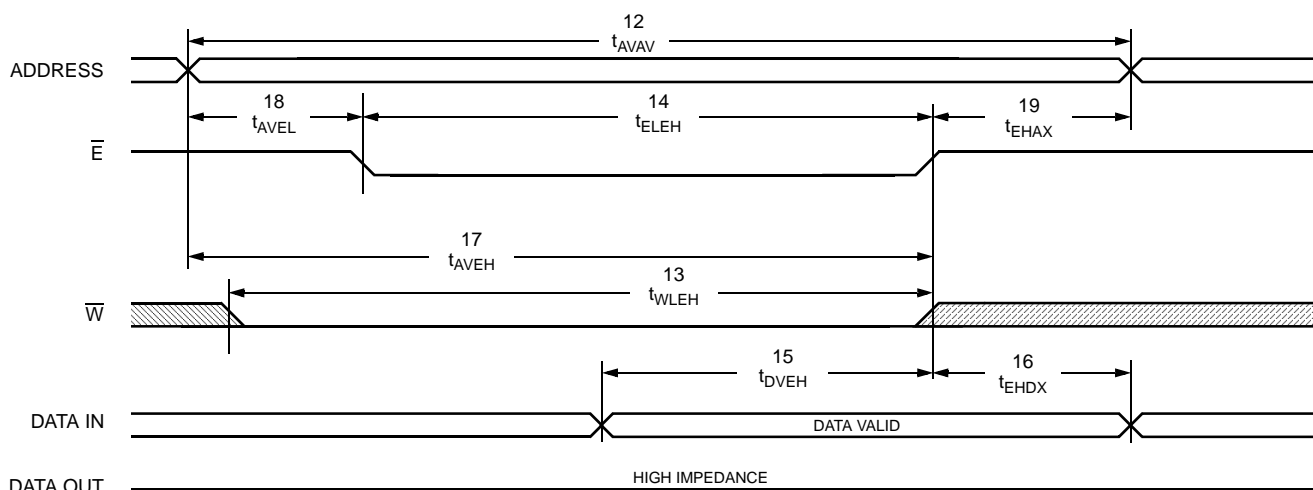 12
tAVAV
ADDRESS
18
tAVEL
14
tELEH
19
tEHAX
E̅
17
tAVEH
13
tWLEH
W̅
15
tDVEH
16
tEHDX
DATA IN
DATA VALID
DATA OUT
HIGH IMPEDANCE